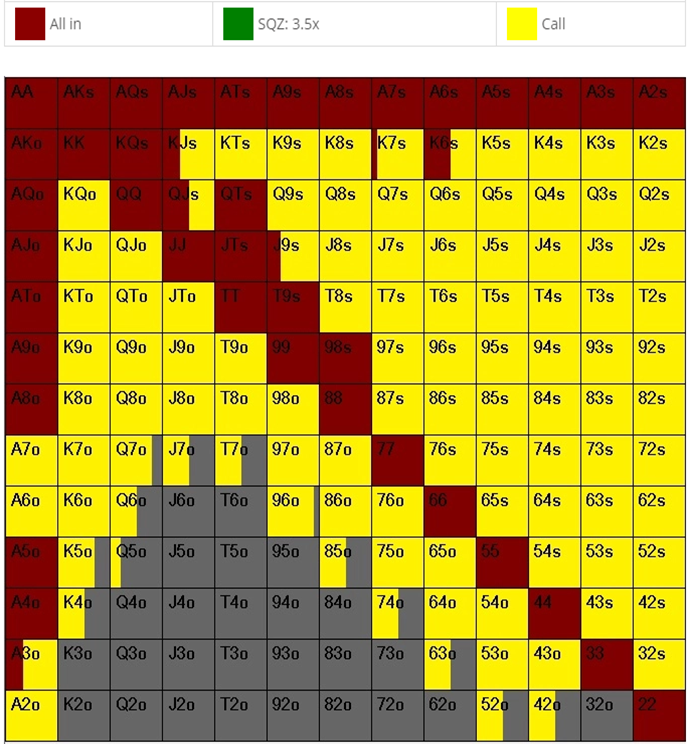 All in SQZ: 3.5x Call
AA AKs AQs AJs ATs A9s A8s A7s A6s A5s A4s A3s A2s
AKo KK KQs KJs KTs K9s K8s K7s K6s K5s K4s K3s K2s
AQo KQo QQ QJs QTs Q9s Q8s Q7s Q6s Q5s Q4s Q3s Q2s
AJo KJo QJo JJ JTs J9s J8s J7s J6s J5s J4s J3s J2s
ATo KTo QTo JTo TT T9s T8s T7s T6s T5s T4s T3s T2s
A9o K9o Q9o J9o T9o 99 98s 97s 96s 95s 94s 93s 92s
A8o K8o Q8o J8o T8o 98o 88 87s 86s 85s 84s 83s 82s
A7o K7o Q7o J7o T7o 97o 87o 77 76s 75s 74s 73s 72s
A6o K6o Q6o J6o T6o 96o 86o 76o 66 65s 64s 63s 62s
A5o K5o Q5o J5o T5o 95o 85o 75o 65o 55 54s 53s 52s
A4o K4o Q4o J4o T4o 94o 84o 74o 64o 54o 44 43s 42s
A3o K3o Q3o J3o T3o 93o 83o 73o 63o 53o 43o 33 32s
A2o K2o Q2o J2o T2o 92o 82o 72o 62o 52o 42o 32o 22